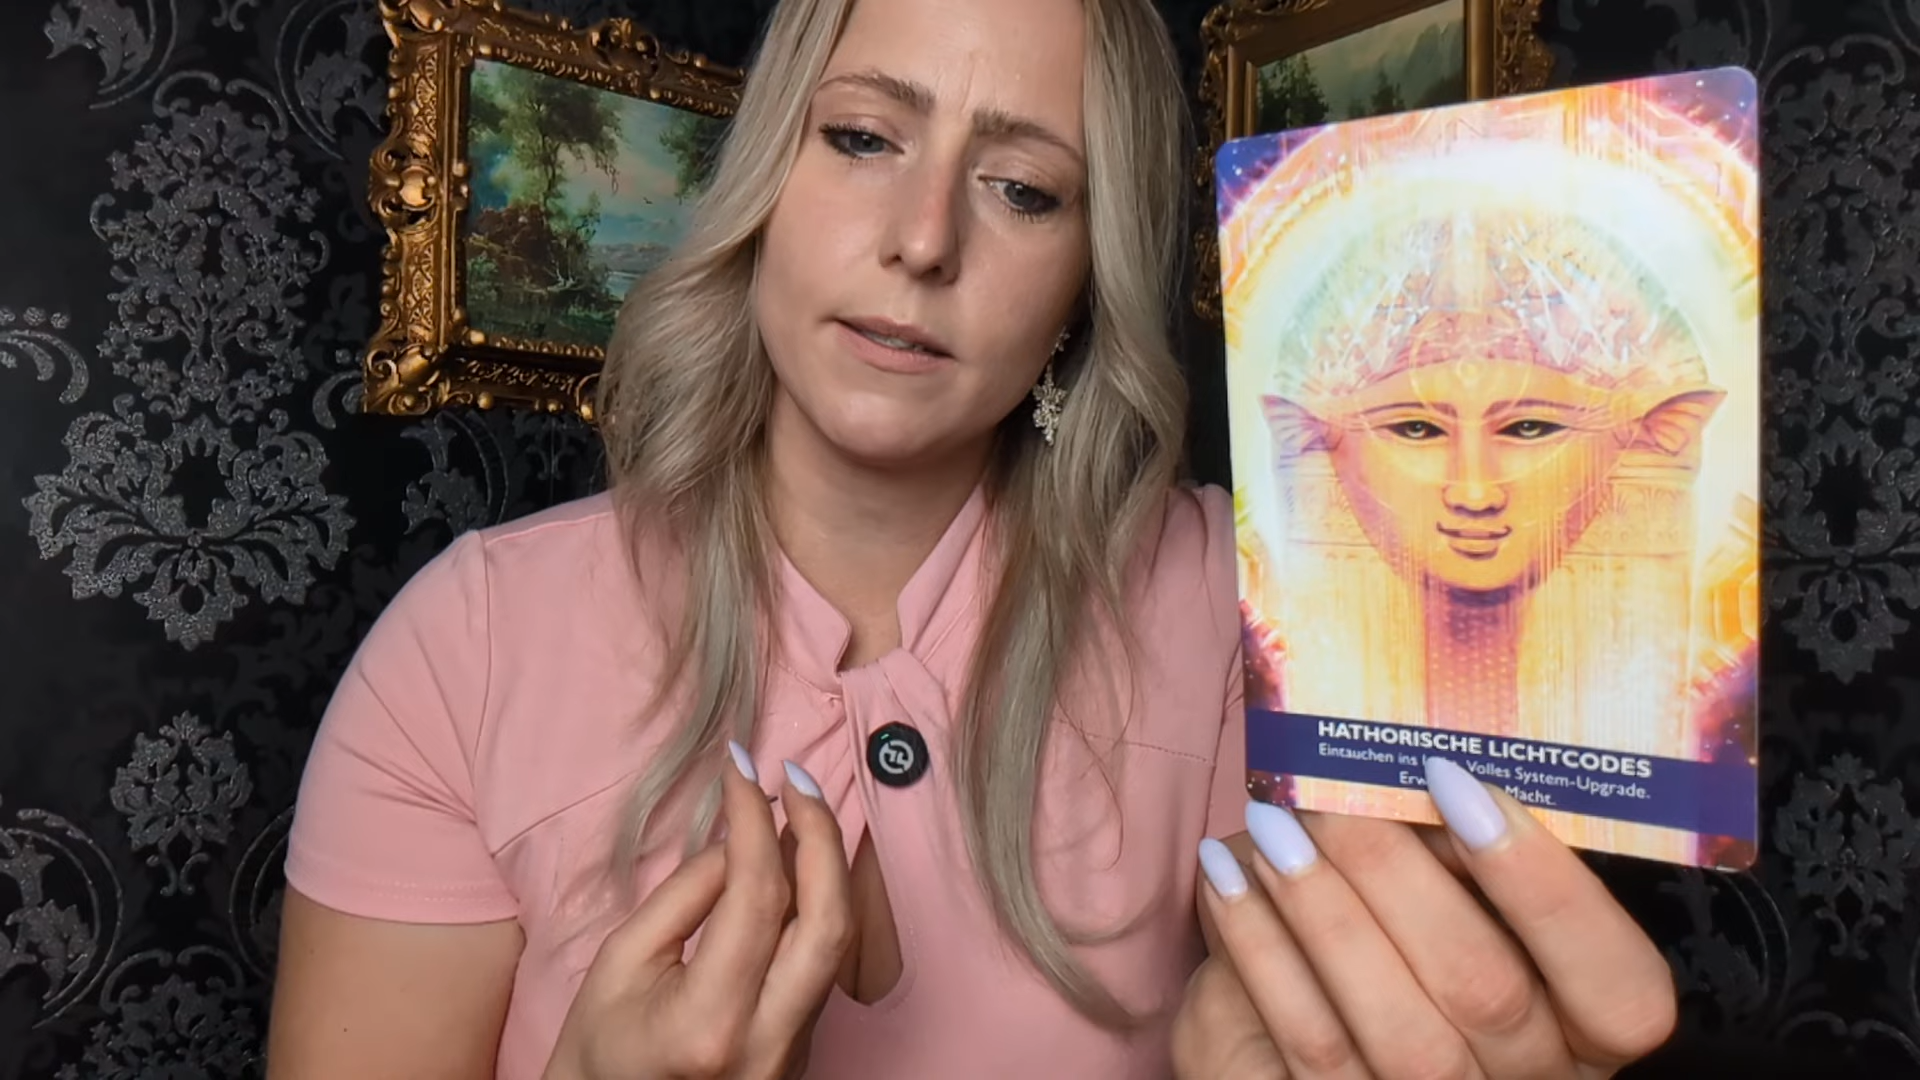 HATHORISCHE LICHTCODES
Eintauchen ins Volles System-Upgrade.
Macht.